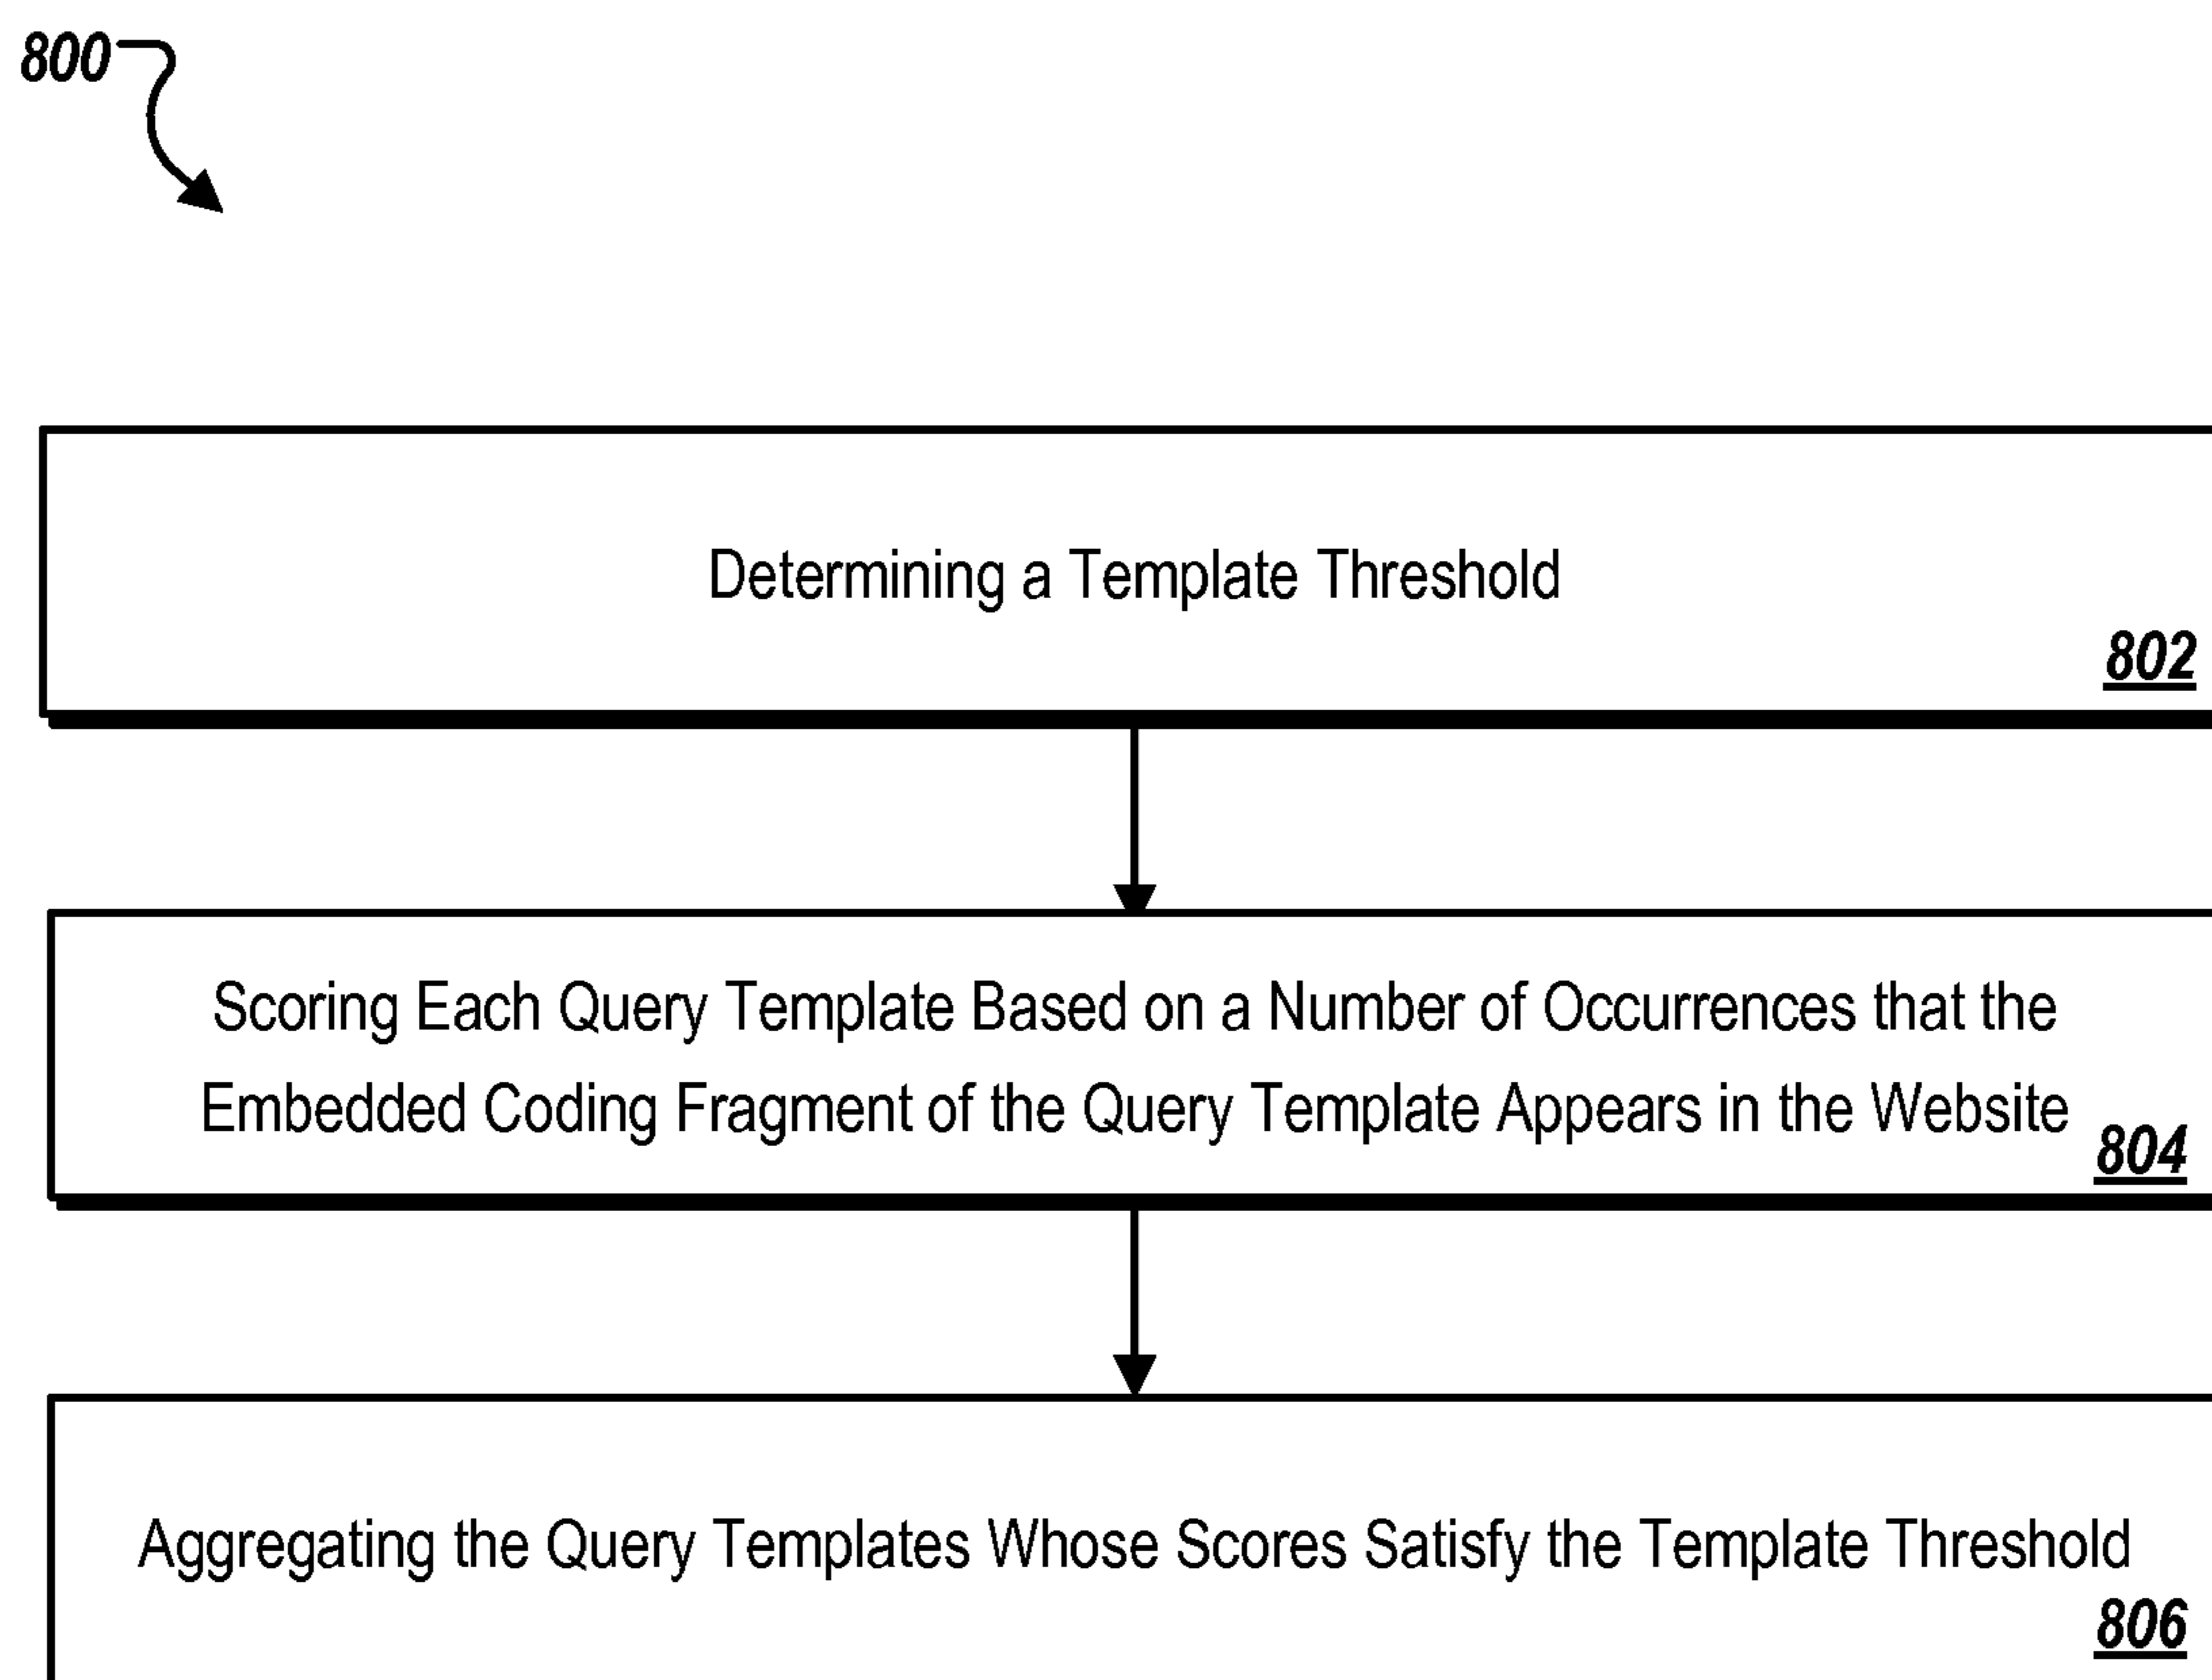 800
Determining a Template Threshold
802
Scoring Each Query Template Based on a Number of Occurrences that the
Embedded Coding Fragment of the Query Template Appears in the Website
804
Aggregating the Query Templates Whose Scores Satisfy the Template Threshold
806